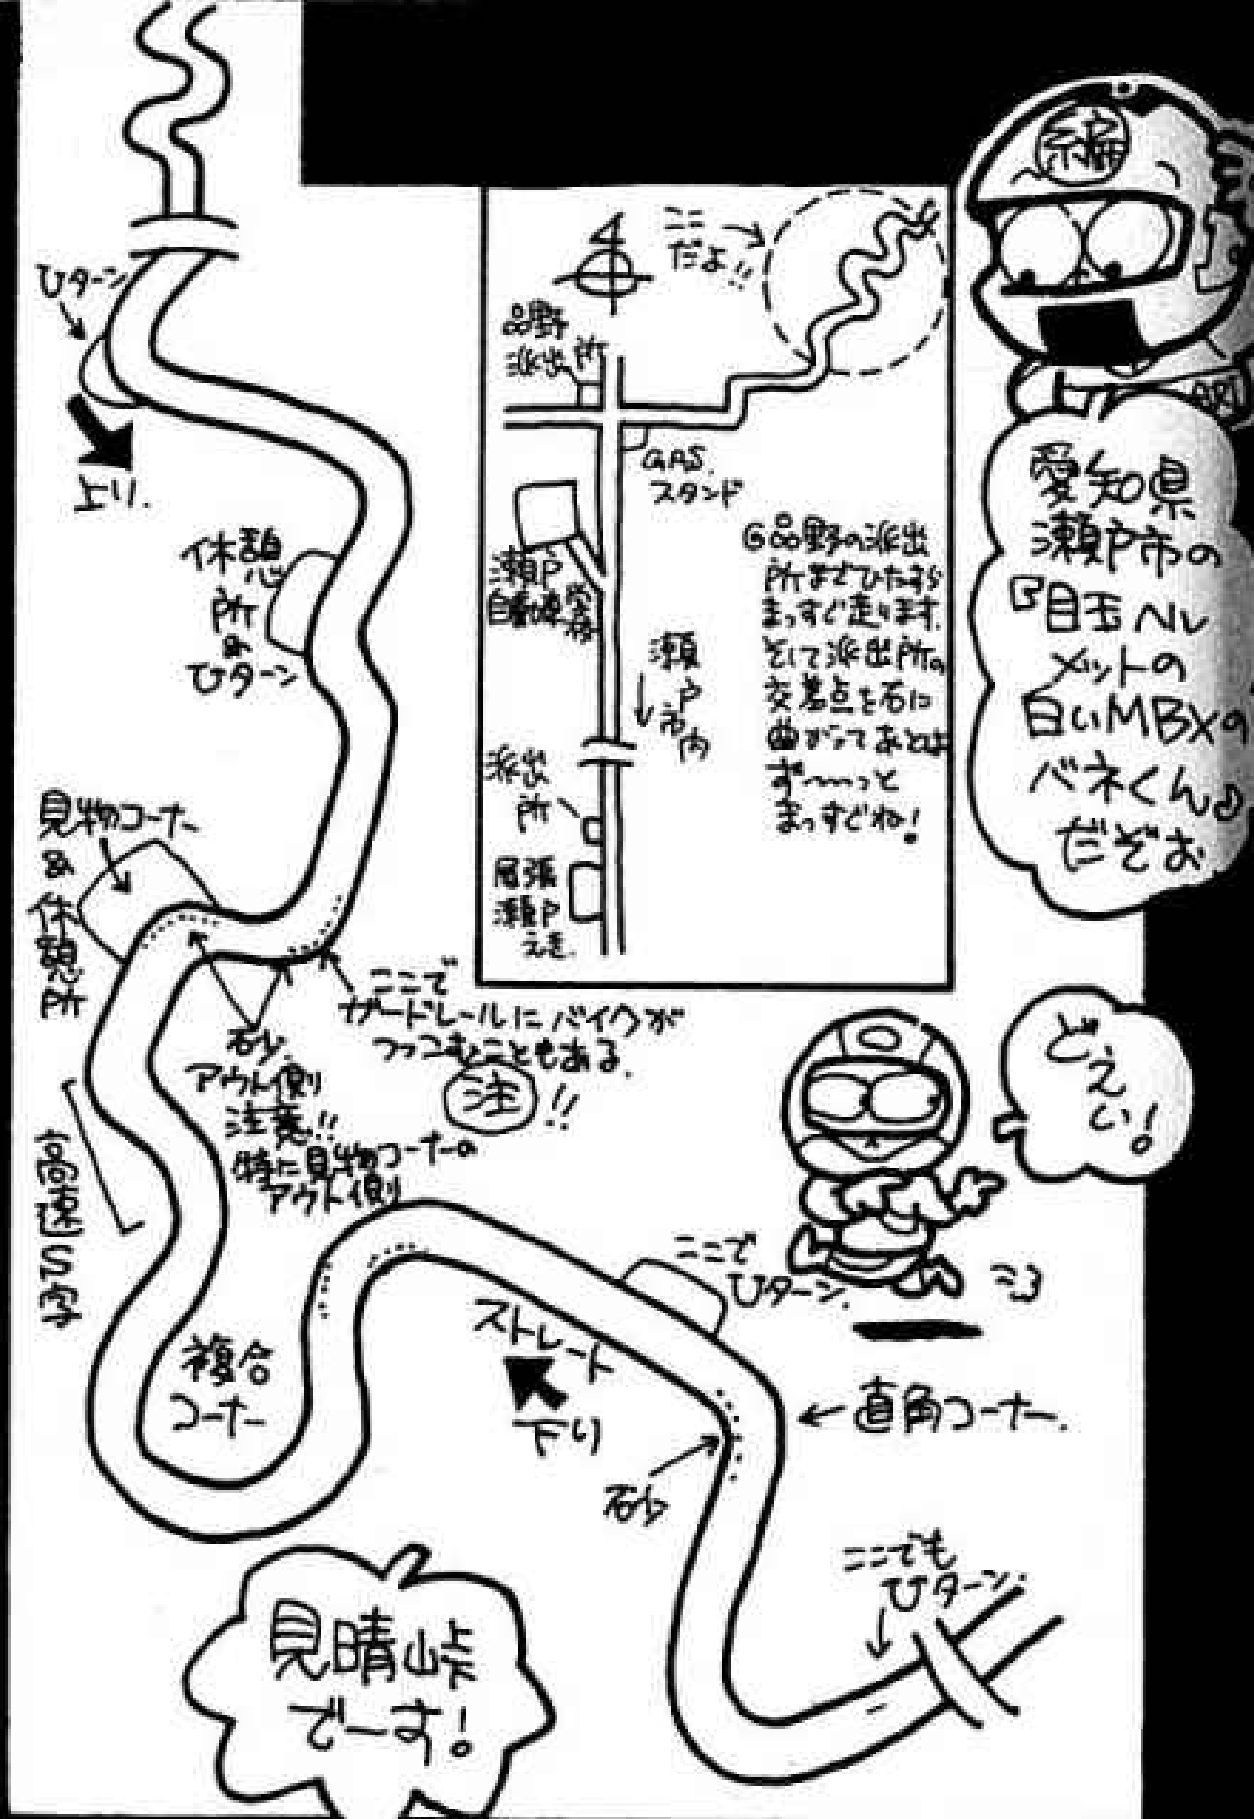 編
ARI
愛知県
瀬戸市の
『目玉ヘル
メットの
白いMBXの
バネくん』
だぞお
ここ
だよ!!
品野
派出所
GAS.
スタンド
瀬戸
自動車
学校
瀬戸市内
派出
所
尾張
瀬戸
えき.
品野の派出
所までひたすら
まっすぐ走ります.
そして派出所の
交差点を右に
曲がってあとは
ず〜〜っと
まっすぐね!
Uターン
上り.
休憩
所
&
Uターン
見物コーナー
&
休憩所
砂.
アウト側
注意!!
特に見物コーナーの
アウト側
ここで
ガードレールにバイクが
つっこむこともある.
注!!
高速S字
複合
コーナー
ストレート
下り
ここで
Uターン.
どえい!
直角コーナー.
砂
ここでも
Uターン.
見晴峠
でーす!